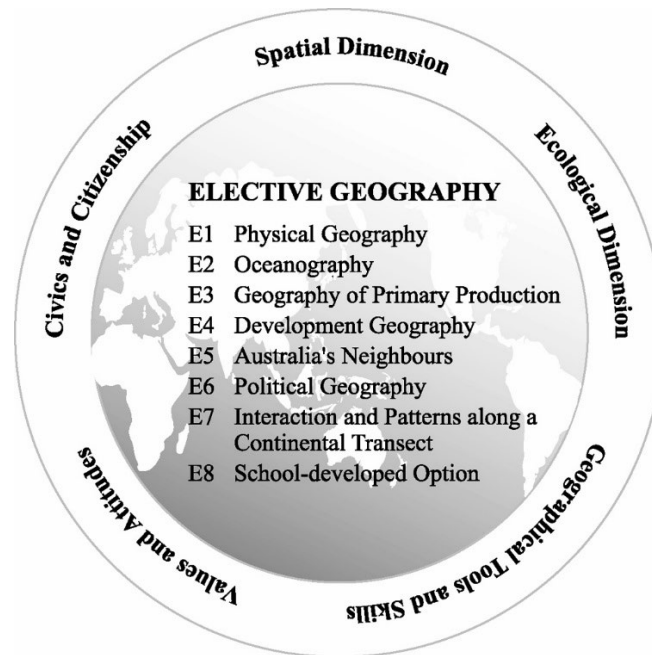 Spatial Dimension
Ecological Dimension
Geographical Tools and Skills
Values and Attitudes
Civics and Citizenship
ELECTIVE GEOGRAPHY
E1 Physical Geography
E2 Oceanography
E3 Geography of Primary Production
E4 Development Geography
E5 Australia's Neighbours
E6 Political Geography
E7 Interaction and Patterns along a
Continental Transect
E8 School-developed Option